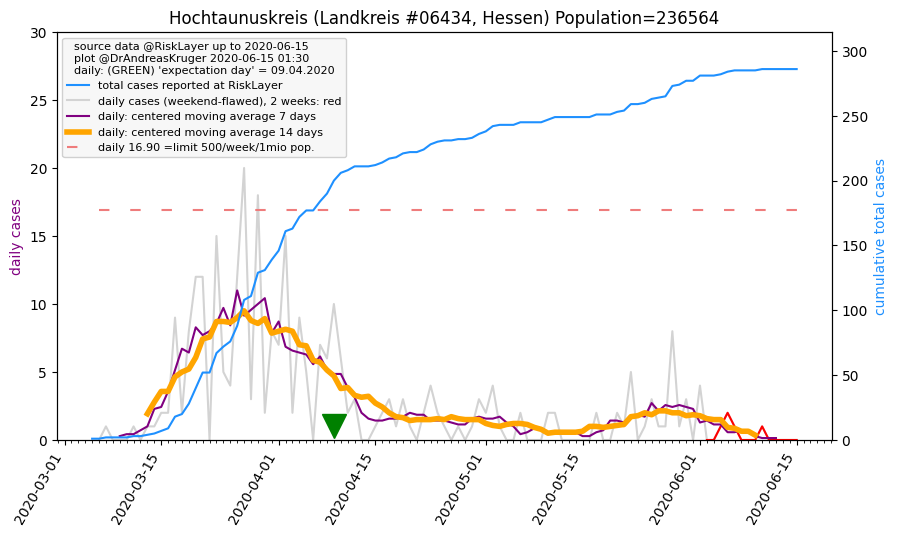 Hochtaunuskreis (Landkreis #06434, Hessen) Population=236564
source data @RiskLayer up to 2020-06-15
plot @DrAndreasKruger 2020-06-15 01:30
daily: (GREEN) 'expectation day' = 09.04.2020
total cases reported at RiskLayer
daily cases (weekend-flawed), 2 weeks: red
daily: centered moving average 7 days
daily: centered moving average 14 days
daily 16.90 =limit 500/week/1mio pop.
daily cases
30
25
20
15
10
5
0
cumulative total cases
300
250
200
150
100
50
0
2020-03-01
2020-03-15
2020-04-01
2020-04-15
2020-05-01
2020-05-15
2020-06-01
2020-06-15